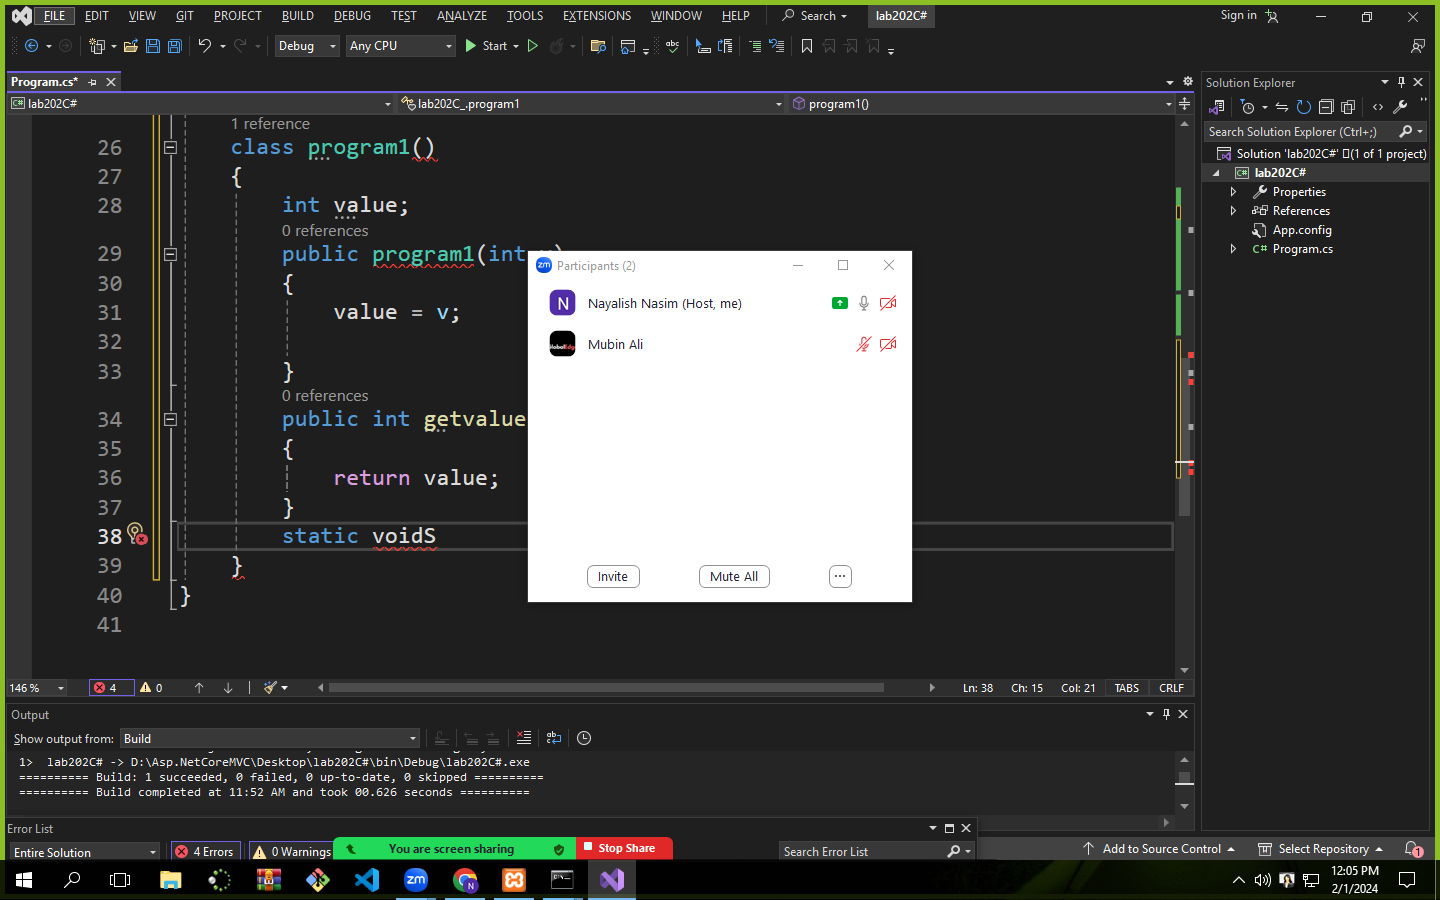 FILE EDIT VIEW GIT PROJECT BUILD DEBUG TEST ANALYZE TOOLS EXTENSIONS WINDOW HELP Search lab202C# Sign in
Debug Any CPU Start
Program.cs*
lab202C# lab202C_.program1 program1()
1 reference
26 class program1()
27 {
28 int value;
0 references
29 public program1(int
30 {
31 value = v;
32
33 }
0 references
34 public int getvalue
35 {
36 return value;
37 }
38 static voidS
39 }
40 }
41
zm Participants (2)
N Nayalish Nasim (Host, me)
Mubin Ali
Invite Mute All ...
Solution Explorer
Search Solution Explorer (Ctrl+;)
Solution 'lab202C#' (1 of 1 project)
C# lab202C#
Properties
References
App.config
C# Program.cs
146 % 4 0 Ln: 38 Ch: 15 Col: 21 TABS CRLF
Output
Show output from: Build
1> lab202C# -> D:\Asp.NetCoreMVC\Desktop\lab202C#\bin\Debug\lab202C#.exe
========== Build: 1 succeeded, 0 failed, 0 up-to-date, 0 skipped ==========
========== Build completed at 11:52 AM and took 00.626 seconds ==========
Error List
Entire Solution 4 Errors 0 Warnings You are screen sharing Stop Share Search Error List
Add to Source Control Select Repository 1
zm N 12:05 PM
2/1/2024